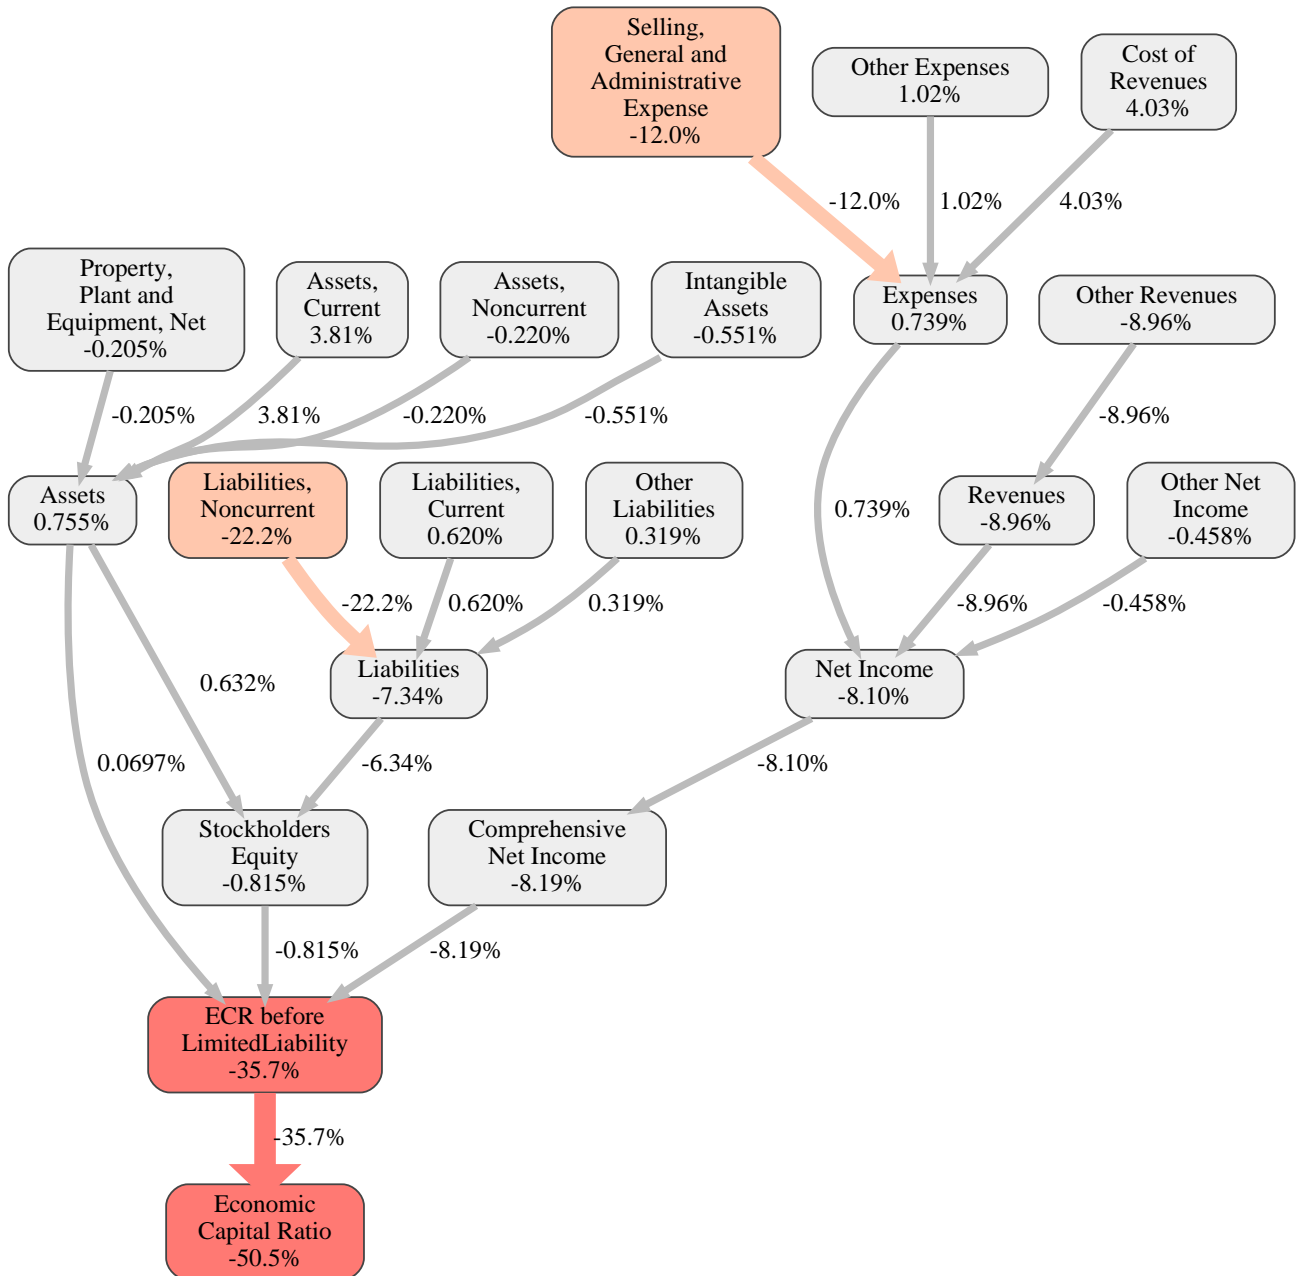 Selling,
General and
Administrative
Expense
-12.0%
Other Expenses
1.02%
Cost of
Revenues
4.03%
-12.0%
1.02%
4.03%
Property,
Plant and
Equipment, Net
-0.205%
Assets,
Current
3.81%
Assets,
Noncurrent
-0.220%
Intangible
Assets
-0.551%
Expenses
0.739%
Other Revenues
-8.96%
-0.205%
3.81%
-0.220%
-0.551%
-8.96%
Assets
0.755%
Liabilities,
Noncurrent
-22.2%
Liabilities,
Current
0.620%
Other
Liabilities
0.319%
0.739%
Revenues
-8.96%
Other Net
Income
-0.458%
-22.2%
0.620%
0.319%
-8.96%
-0.458%
0.632%
Liabilities
-7.34%
Net Income
-8.10%
0.0697%
-6.34%
-8.10%
Stockholders
Equity
-0.815%
Comprehensive
Net Income
-8.19%
-0.815%
-8.19%
ECR before
LimitedLiability
-35.7%
-35.7%
Economic
Capital Ratio
-50.5%